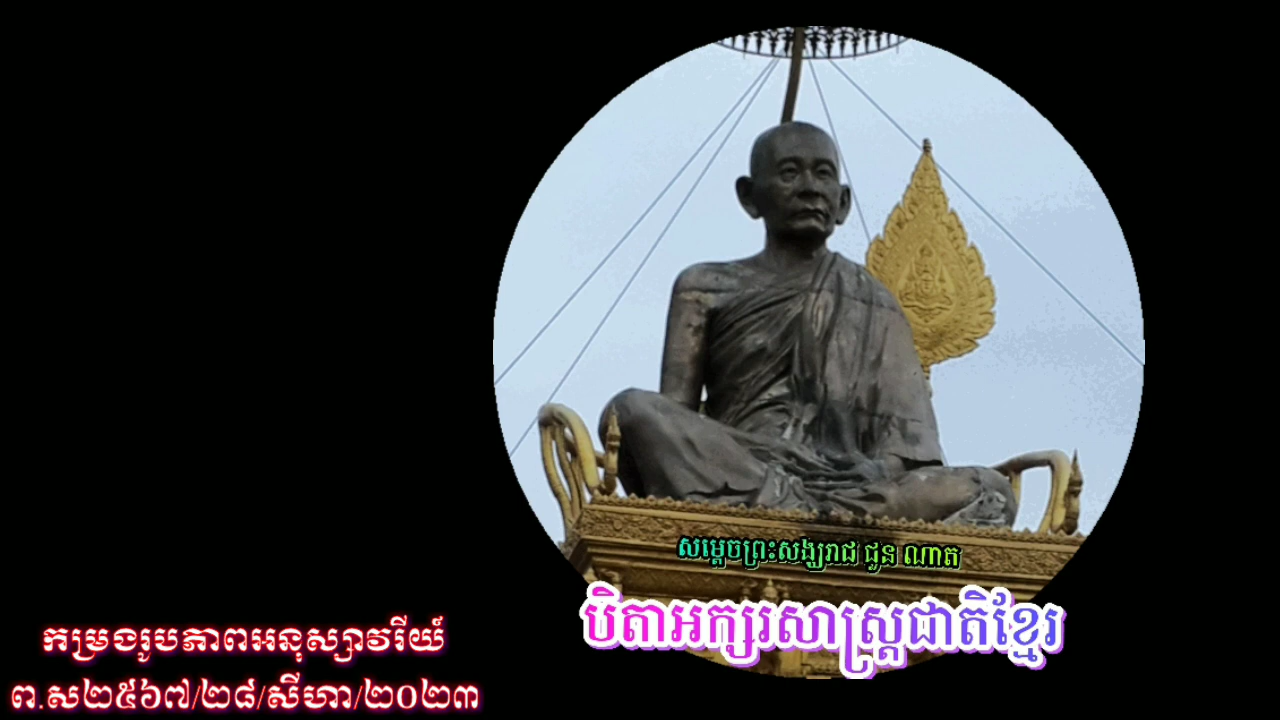 សម្ដេចព្រះសង្ឃរាជ ជួន ណាត
បិតាអក្សរសាស្ត្រជាតិខ្មែរ
កម្រងរូបភាពអនុស្សាវរីយ៍
ព.ស២៥៦៧/២៨/សីហា/២០២៣